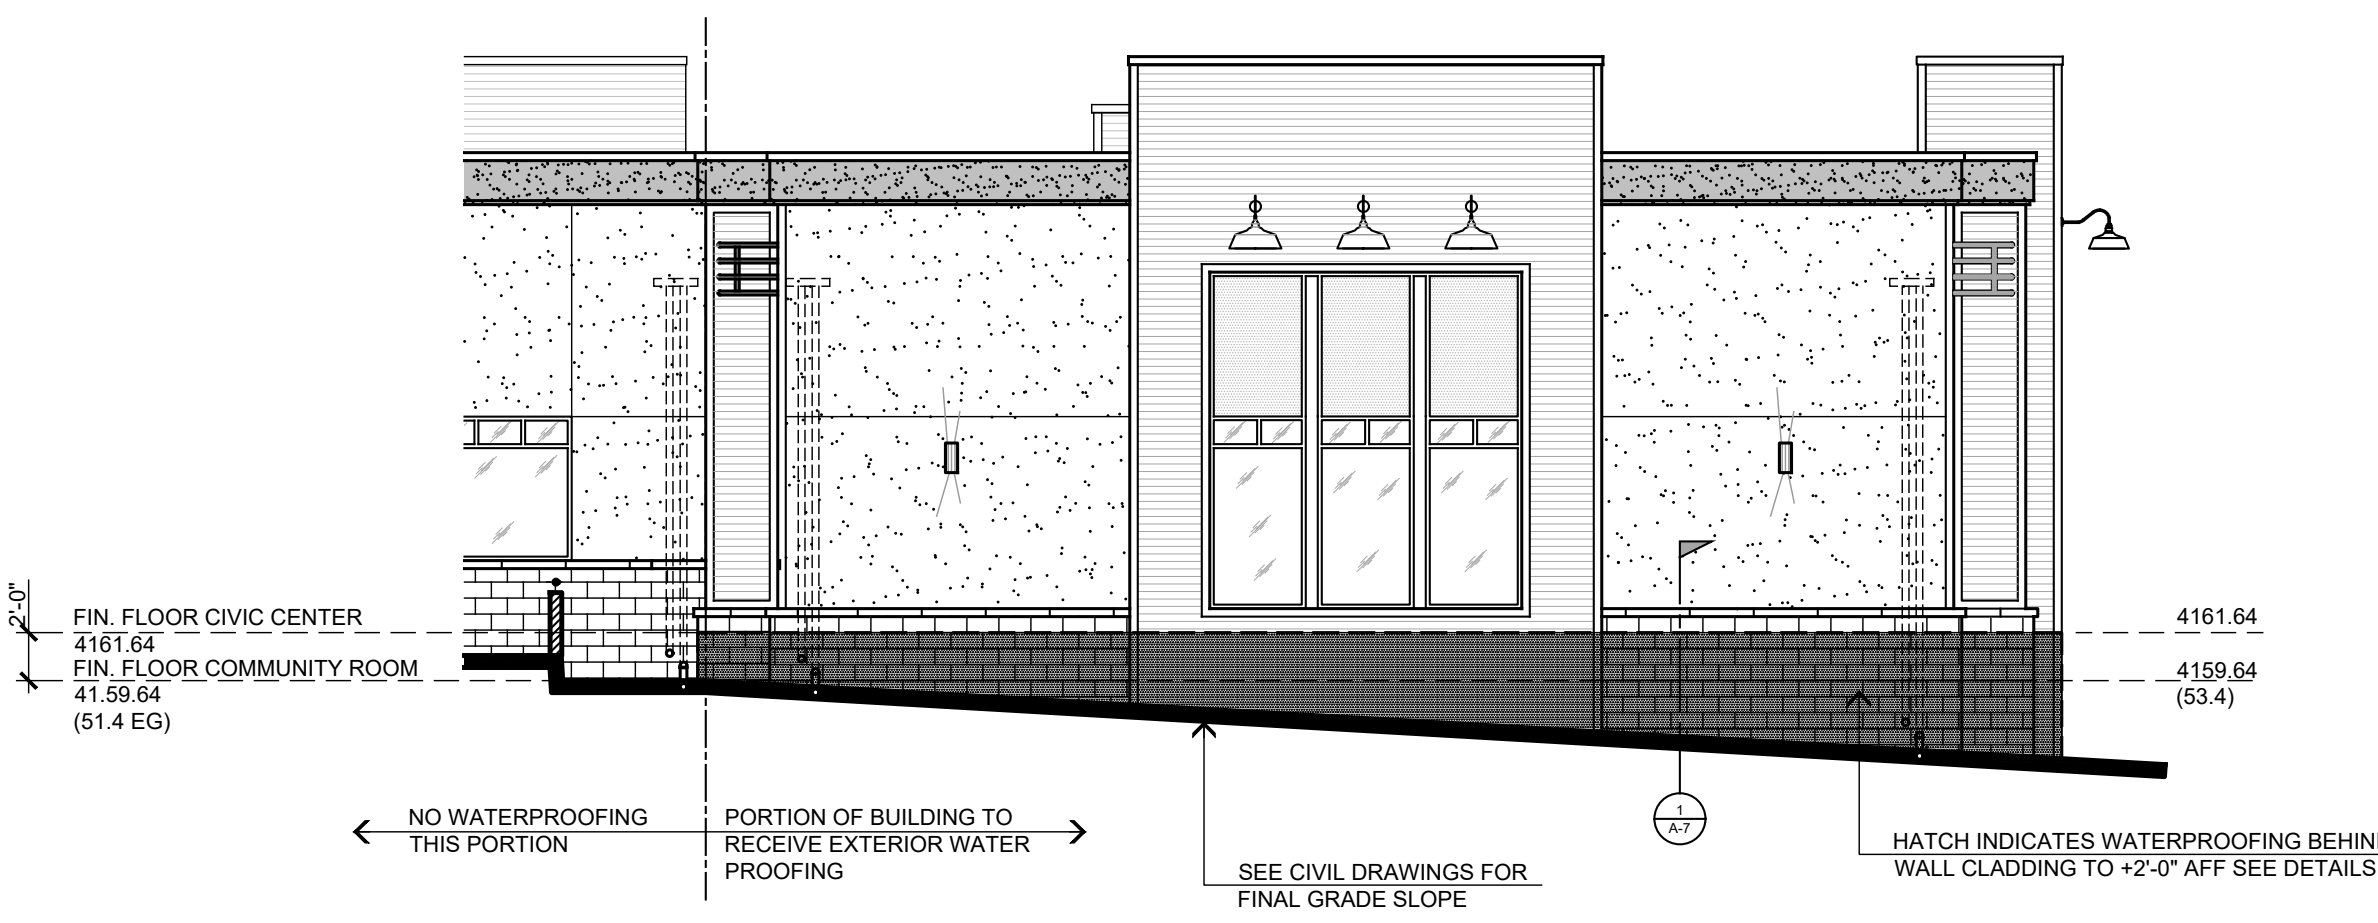 2'-0"
FIN. FLOOR CIVIC CENTER
4161.64
FIN. FLOOR COMMUNITY ROOM
41.59.64
(51.4 EG)
4161.64
4159.64
(53.4)
NO WATERPROOFING
THIS PORTION
PORTION OF BUILDING TO
RECEIVE EXTERIOR WATER
PROOFING
SEE CIVIL DRAWINGS FOR
FINAL GRADE SLOPE
1
A-7
HATCH INDICATES WATERPROOFING BEHIN
WALL CLADDING TO +2'-0" AFF SEE DETAILS